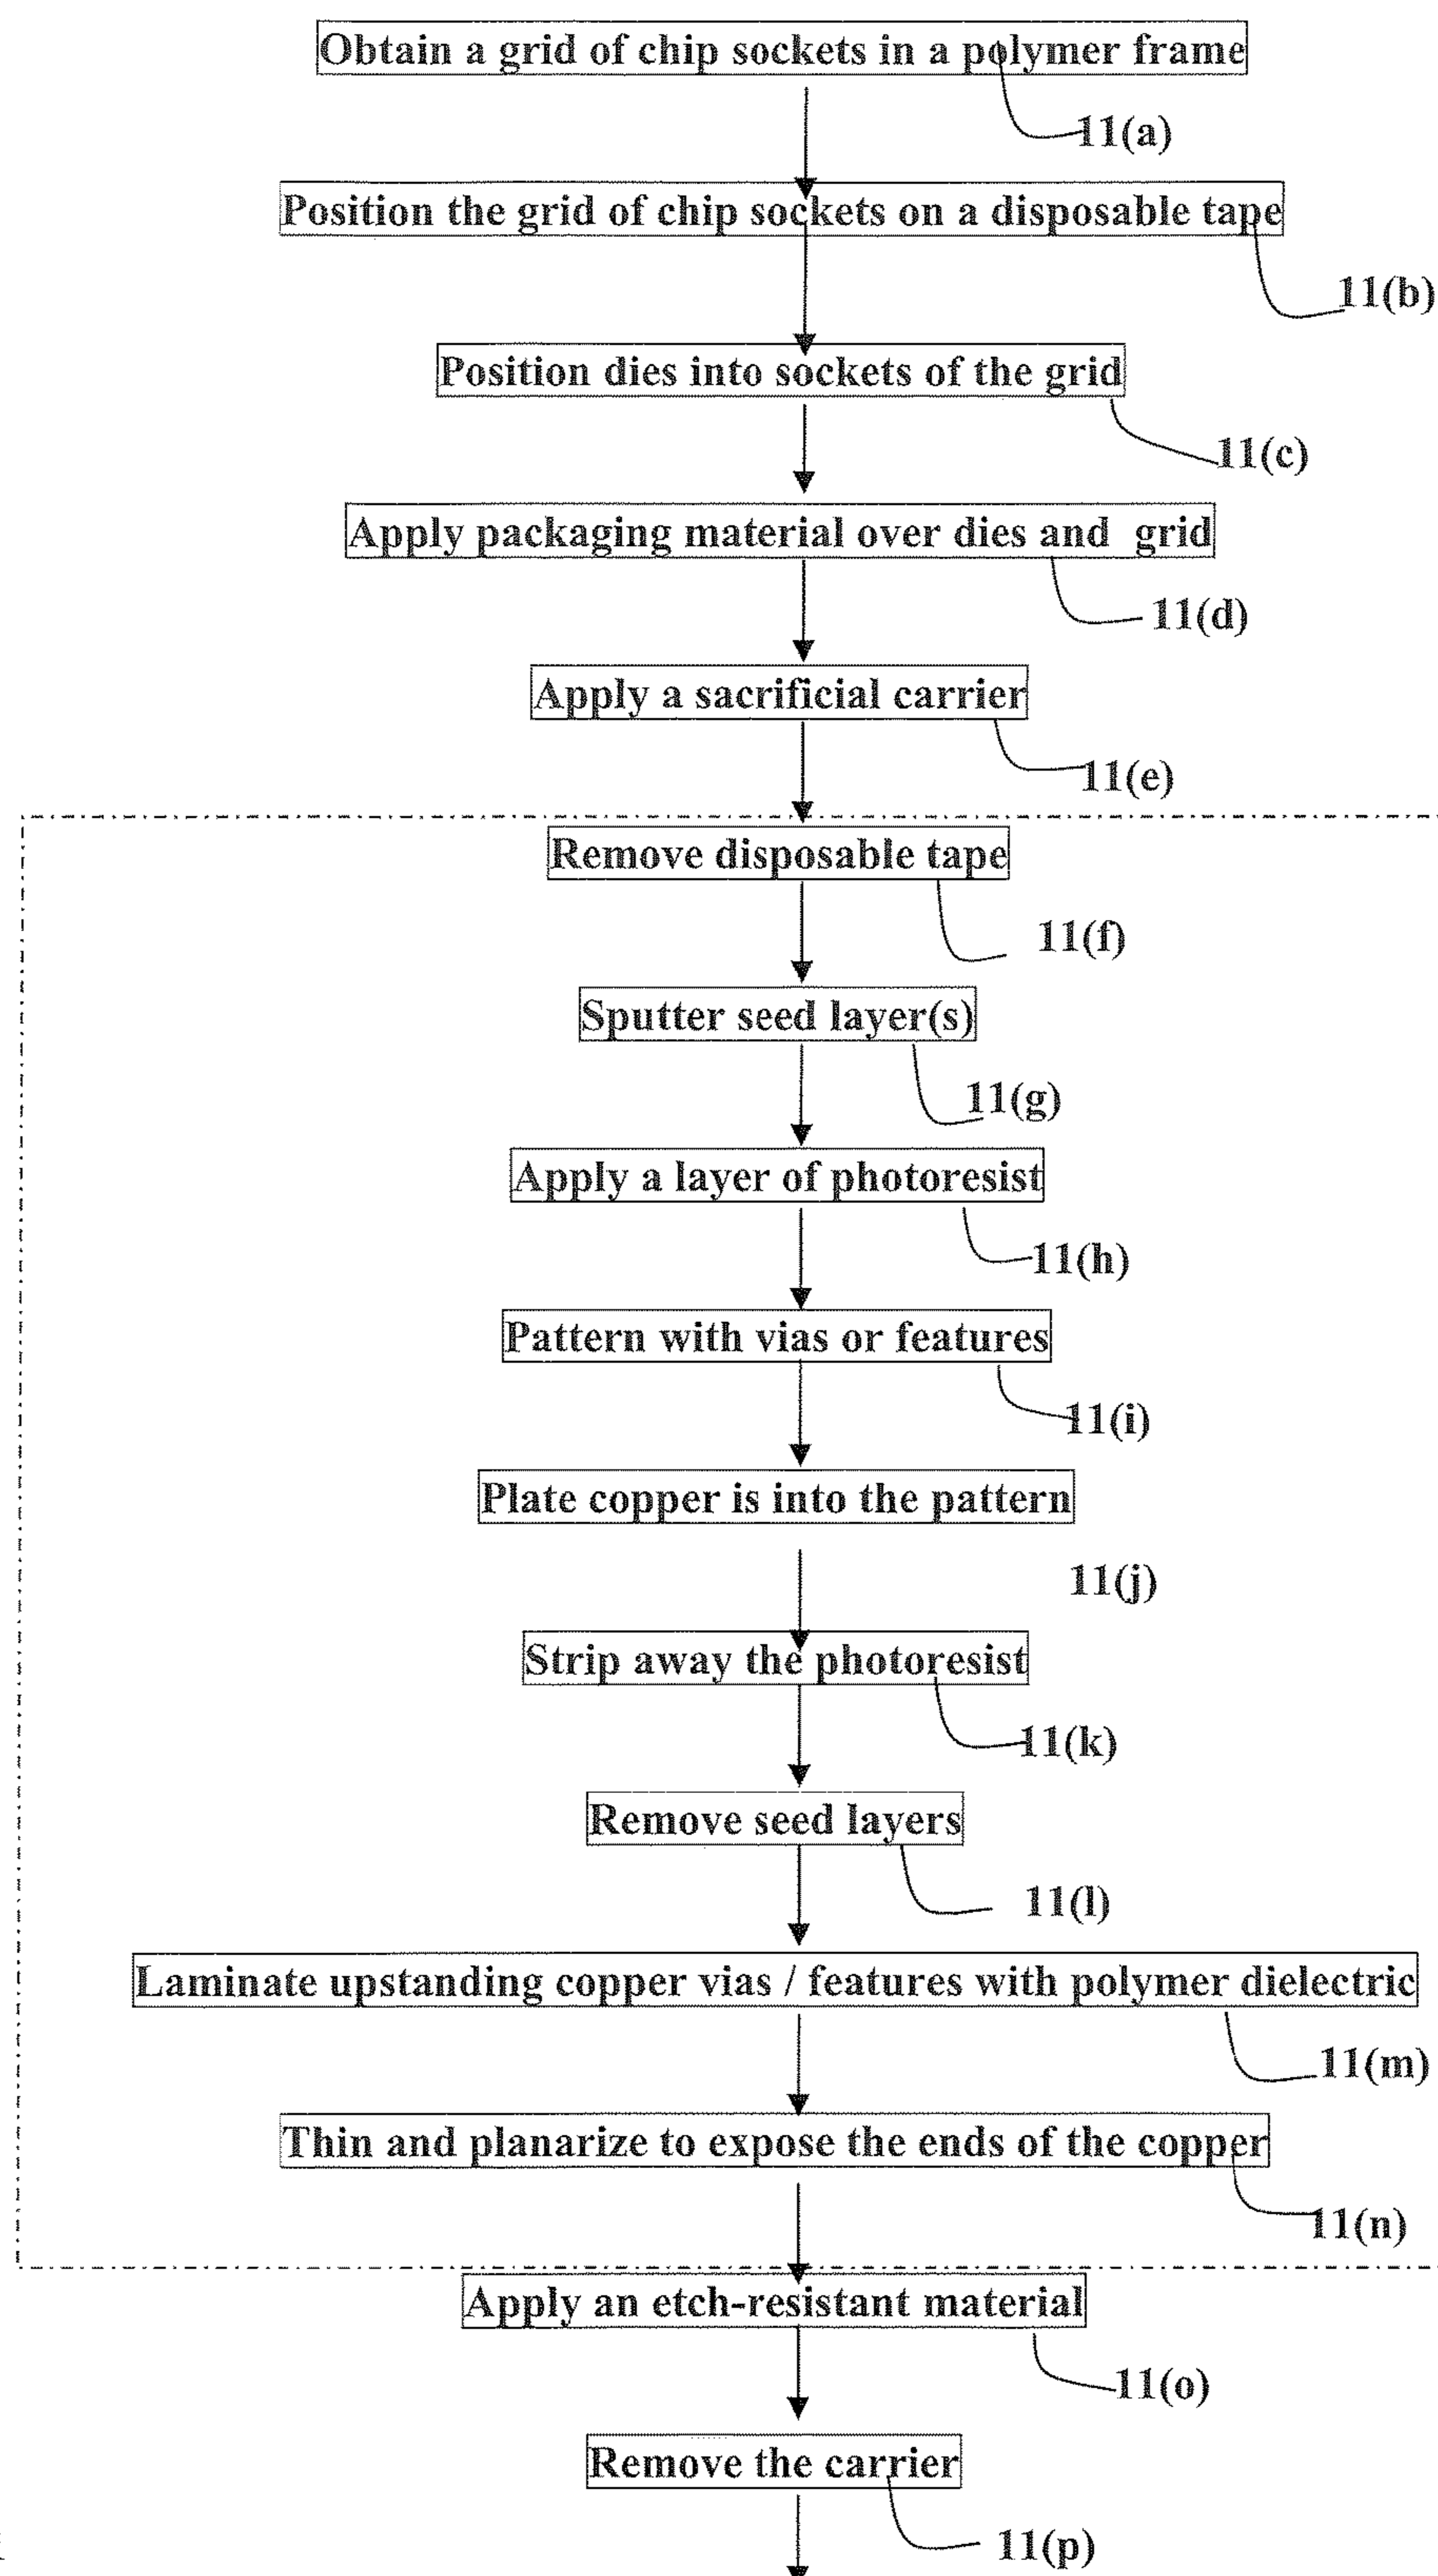 Obtain a grid of chip sockets in a polymer frame
11(a)
Position the grid of chip sockets on a disposable tape
11(b)
Position dies into sockets of the grid
11(c)
Apply packaging material over dies and grid
11(d)
Apply a sacrificial carrier
11(e)
Remove disposable tape
11(f)
Sputter seed layer(s)
11(g)
Apply a layer of photoresist
11(h)
Pattern with vias or features
11(i)
Plate copper is into the pattern
11(j)
Strip away the photoresist
11(k)
Remove seed layers
11(l)
Laminate upstanding copper vias / features with polymer dielectric
11(m)
Thin and planarize to expose the ends of the copper
11(n)
Apply an etch-resistant material
11(o)
Remove the carrier
11(p)